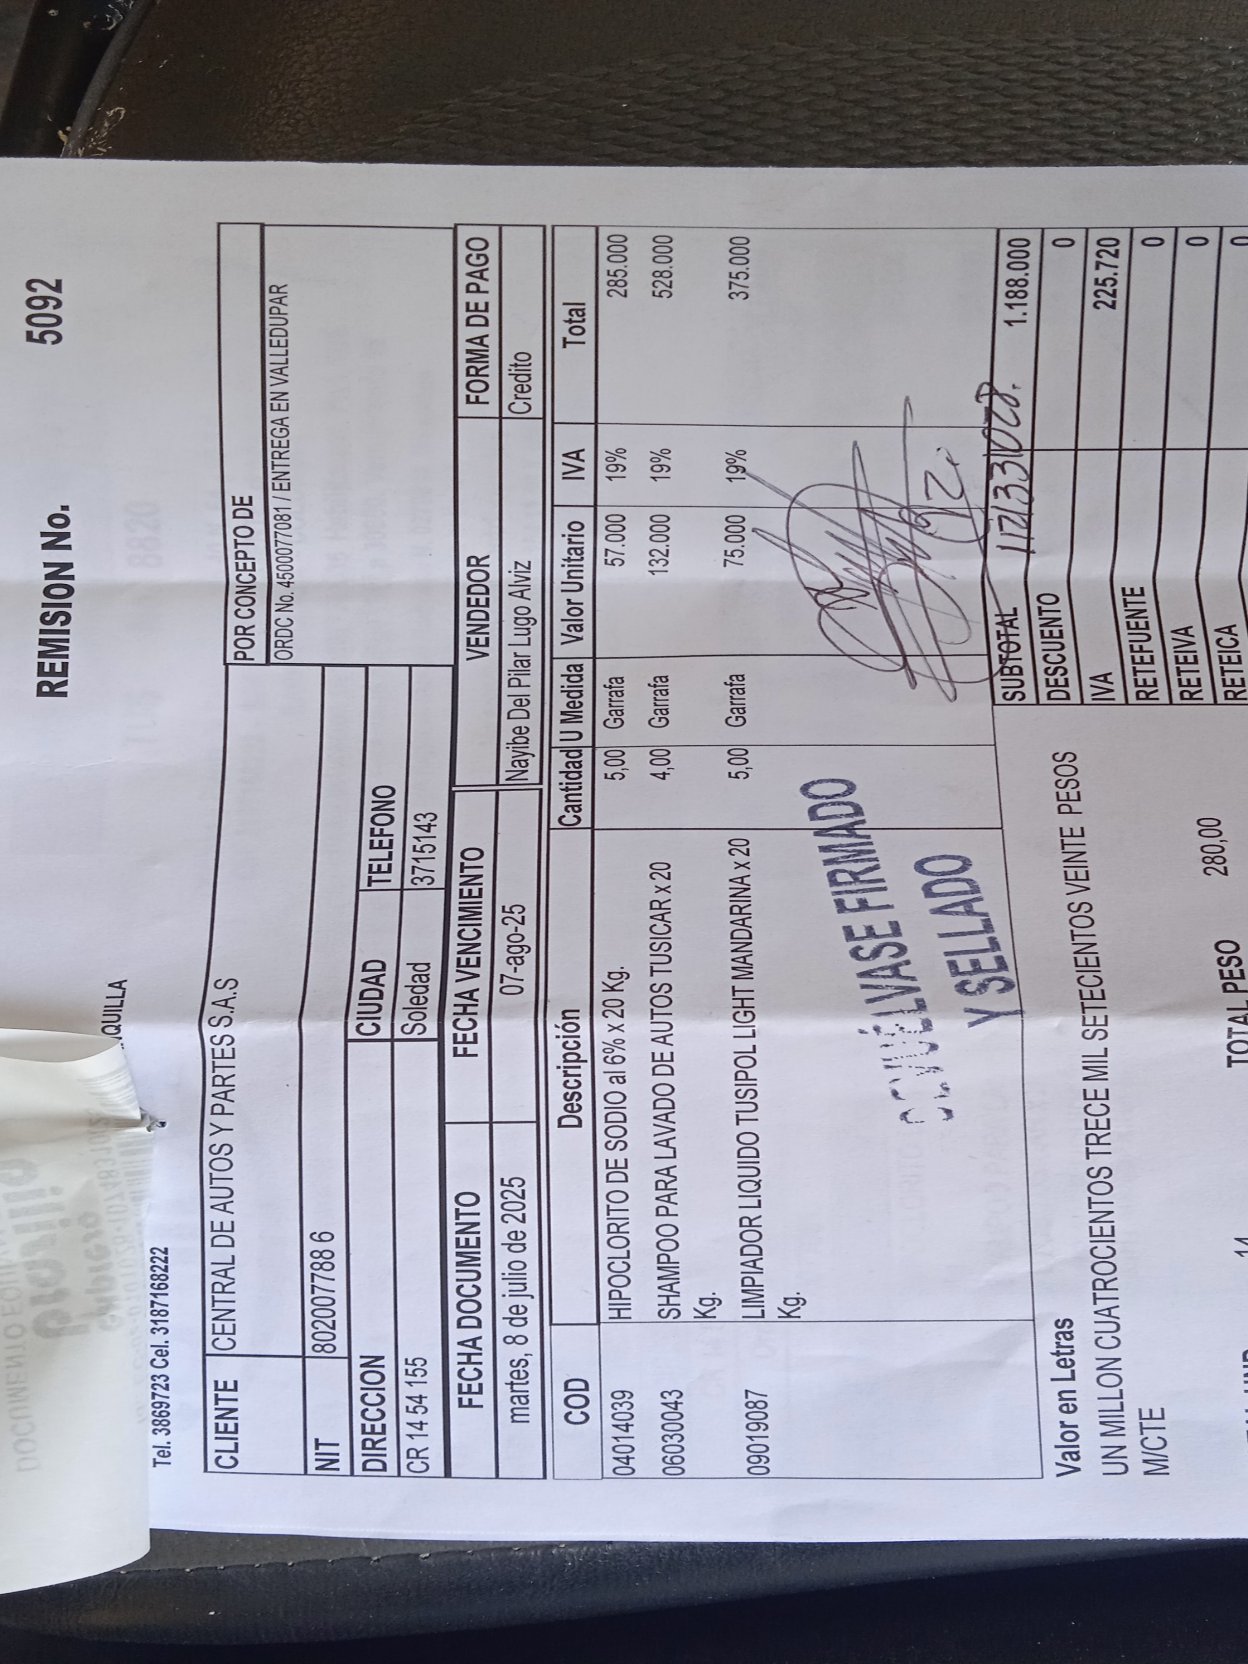 REMISION No. 5092
QUILLA
Tel. 3869723 Cel. 3187168222
CLIENTE CENTRAL DE AUTOS Y PARTES S.A.S
POR CONCEPTO DE
NIT 802007788 6
ORDC No. 4500077081 / ENTREGA EN VALLEDUPAR
DIRECCION CIUDAD TELEFONO
CR 14 54 155 Soledad 3715143
FECHA DOCUMENTO FECHA VENCIMIENTO VENDEDOR FORMA DE PAGO
martes, 8 de julio de 2025 07-ago-25 Nayibe Del Pilar Lugo Alviz Credito
COD Descripción Cantidad U Medida Valor Unitario IVA Total
04014039 HIPOCLORITO DE SODIO al 6% x 20 Kg. 5,00 Garrafa 57.000 19% 285.000
06030043 SHAMPOO PARA LAVADO DE AUTOS TUSICAR x 20 4,00 Garrafa 132.000 19% 528.000
Kg.
09019087 LIMPIADOR LIQUIDO TUSIPOL LIGHT MANDARINA x 20 5,00 Garrafa 75.000 19% 375.000
Kg.
DEVUÉLVASE FIRMADO
Y SELLADO
SUBTOTAL 1.188.000
DESCUENTO 0
IVA 225.720
RETEFUENTE 0
RETEIVA 0
RETEICA 0
Valor en Letras
UN MILLON CUATROCIENTOS TRECE MIL SETECIENTOS VEINTE PESOS
M/CTE
14 TOTAL PESO 280,00